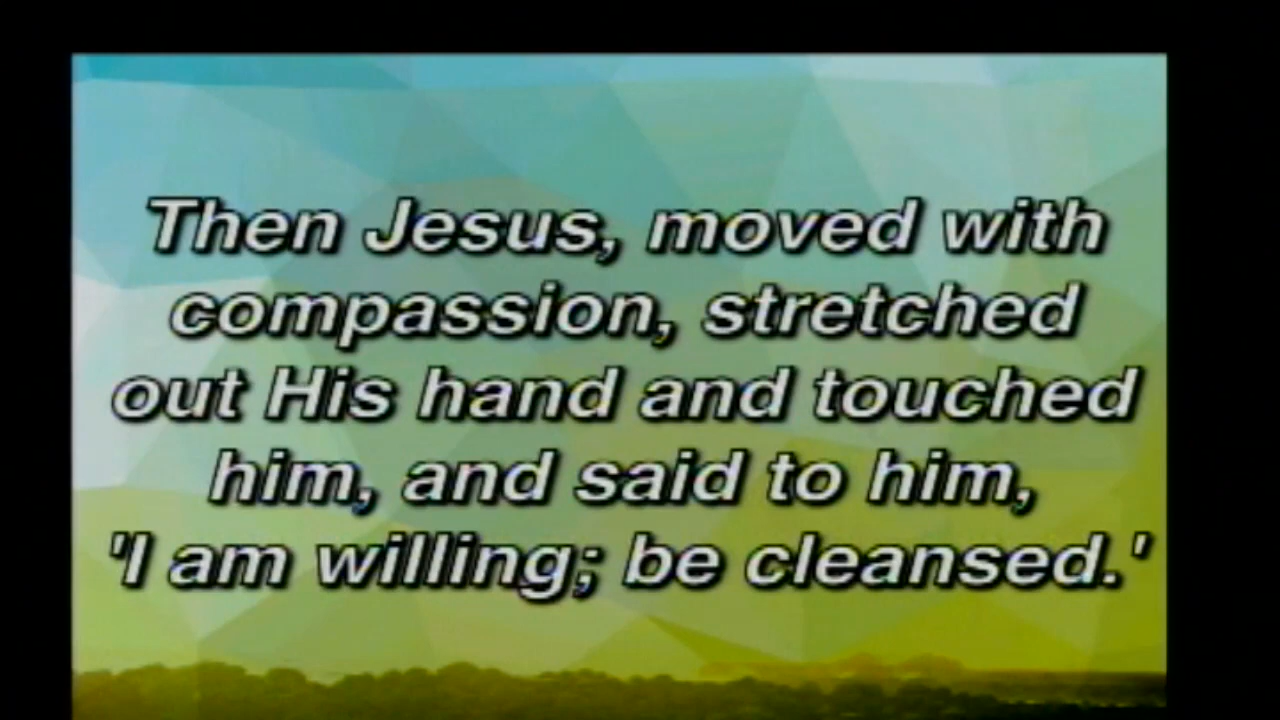 Then Jesus, moved with
compassion, stretched
out His hand and touched
him, and said to him,
'I am willing; be cleansed.'